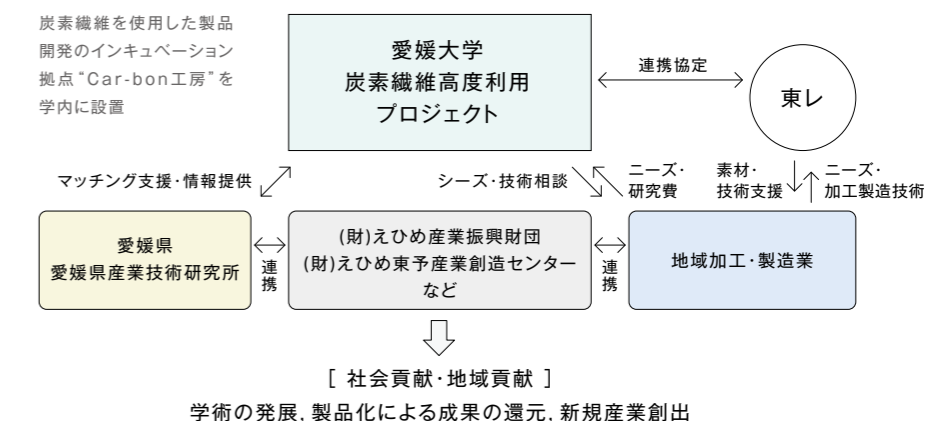 炭素繊維を使用した製品
開発のインキュベーション
拠点“Car-bon工房”を
学内に設置
愛媛大学
炭素繊維高度利用
プロジェクト
連携協定
東レ
マッチング支援・情報提供
シーズ・技術相談
ニーズ・
研究費
素材・
技術支援
ニーズ・
加工製造技術
愛媛県
愛媛県産業技術研究所
連携
(財)えひめ産業振興財団
(財)えひめ東予産業創造センター
など
連携
地域加工・製造業
[ 社会貢献・地域貢献 ]
学術の発展, 製品化による成果の還元, 新規産業創出